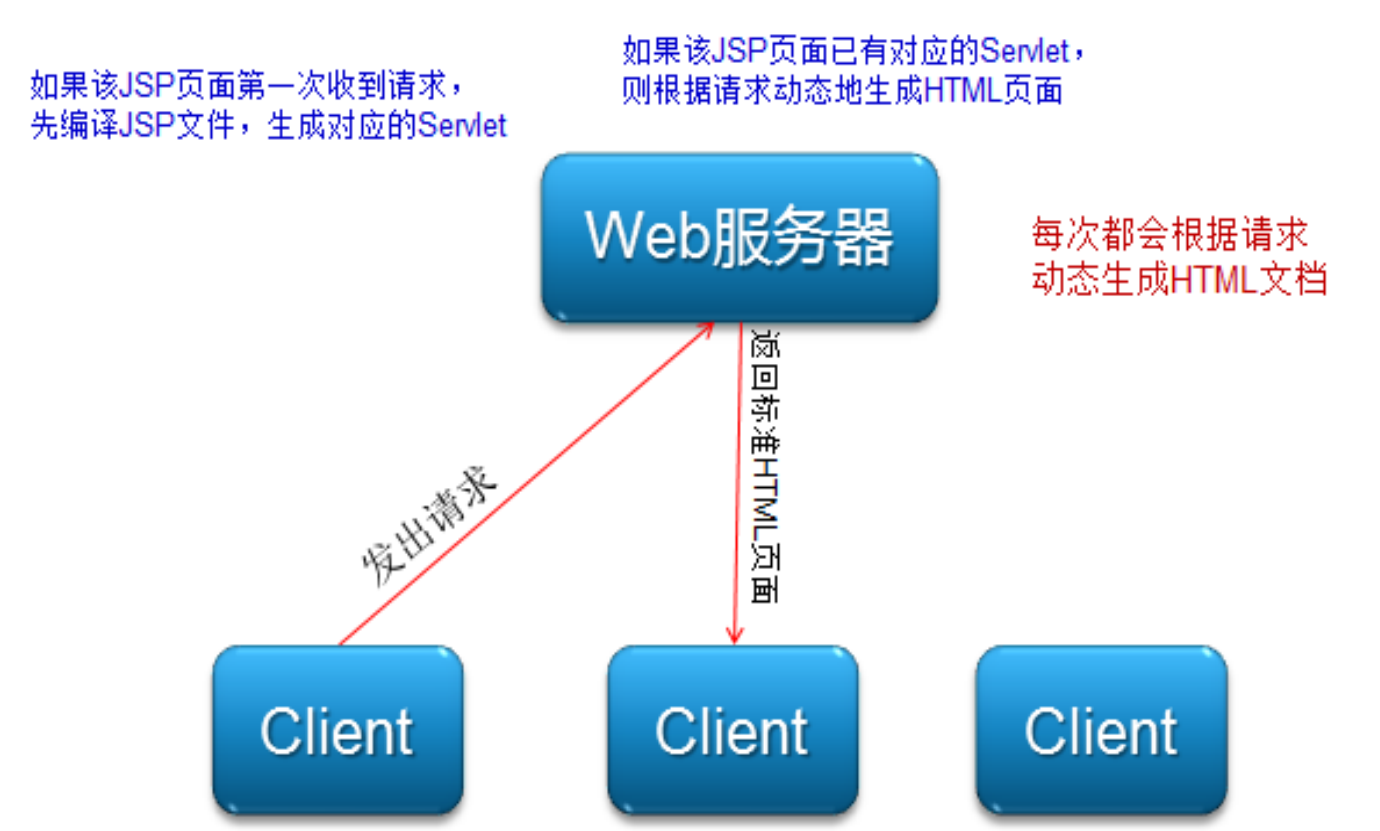 如果该JSP页面已有对应的Servlet，
则根据请求动态地生成HTML页面
如果该JSP页面第一次收到请求，
先编译JSP文件，生成对应的Servlet
Web服务器
每次都会根据请求
动态生成HTML文档
发出请求
返回标准HTML页面
Client
Client
Client